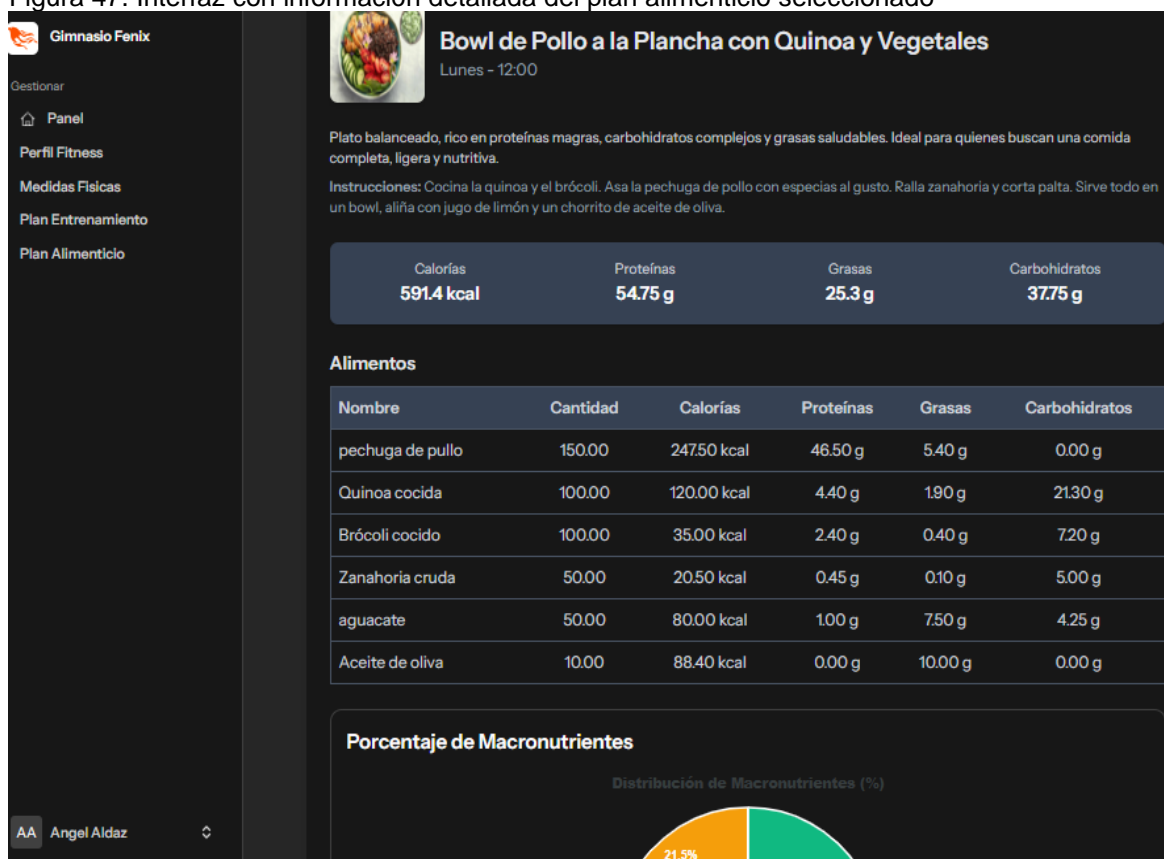 Figura 47. Interfaz con información detallada del plan alimenticio seleccionado
Gimnasio Fenix
Gestionar
Panel
Perfil Fitness
Medidas Fisicas
Plan Entrenamiento
Plan Alimenticio
AA Angel Aldaz
Bowl de Pollo a la Plancha con Quinoa y Vegetales
Lunes - 12:00
Plato balanceado, rico en proteínas magras, carbohidratos complejos y grasas saludables. Ideal para quienes buscan una comida
completa, ligera y nutritiva.
Instrucciones: Cocina la quinoa y el brócoli. Asa la pechuga de pollo con especias al gusto. Ralla zanahoria y corta palta. Sirve todo en
un bowl, aliña con jugo de limón y un chorrito de aceite de oliva.
Calorías Proteínas Grasas Carbohidratos
591.4 kcal 54.75 g 25.3 g 37.75 g
Alimentos
Nombre Cantidad Calorías Proteínas Grasas Carbohidratos
pechuga de pullo 150.00 247.50 kcal 46.50 g 5.40 g 0.00 g
Quinoa cocida 100.00 120.00 kcal 4.40 g 1.90 g 21.30 g
Brócoli cocido 100.00 35.00 kcal 2.40 g 0.40 g 7.20 g
Zanahoria cruda 50.00 20.50 kcal 0.45 g 0.10 g 5.00 g
aguacate 50.00 80.00 kcal 1.00 g 7.50 g 4.25 g
Aceite de oliva 10.00 88.40 kcal 0.00 g 10.00 g 0.00 g
Porcentaje de Macronutrientes
Distribución de Macronutrientes (%)
21.5%